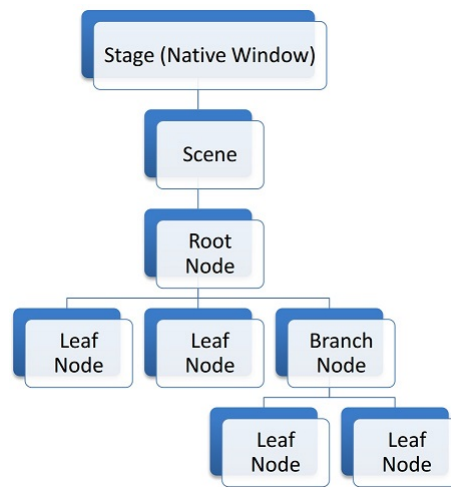 Stage (Native Window)
Scene
Root
Node
Leaf
Node
Leaf
Node
Branch
Node
Leaf
Node
Leaf
Node